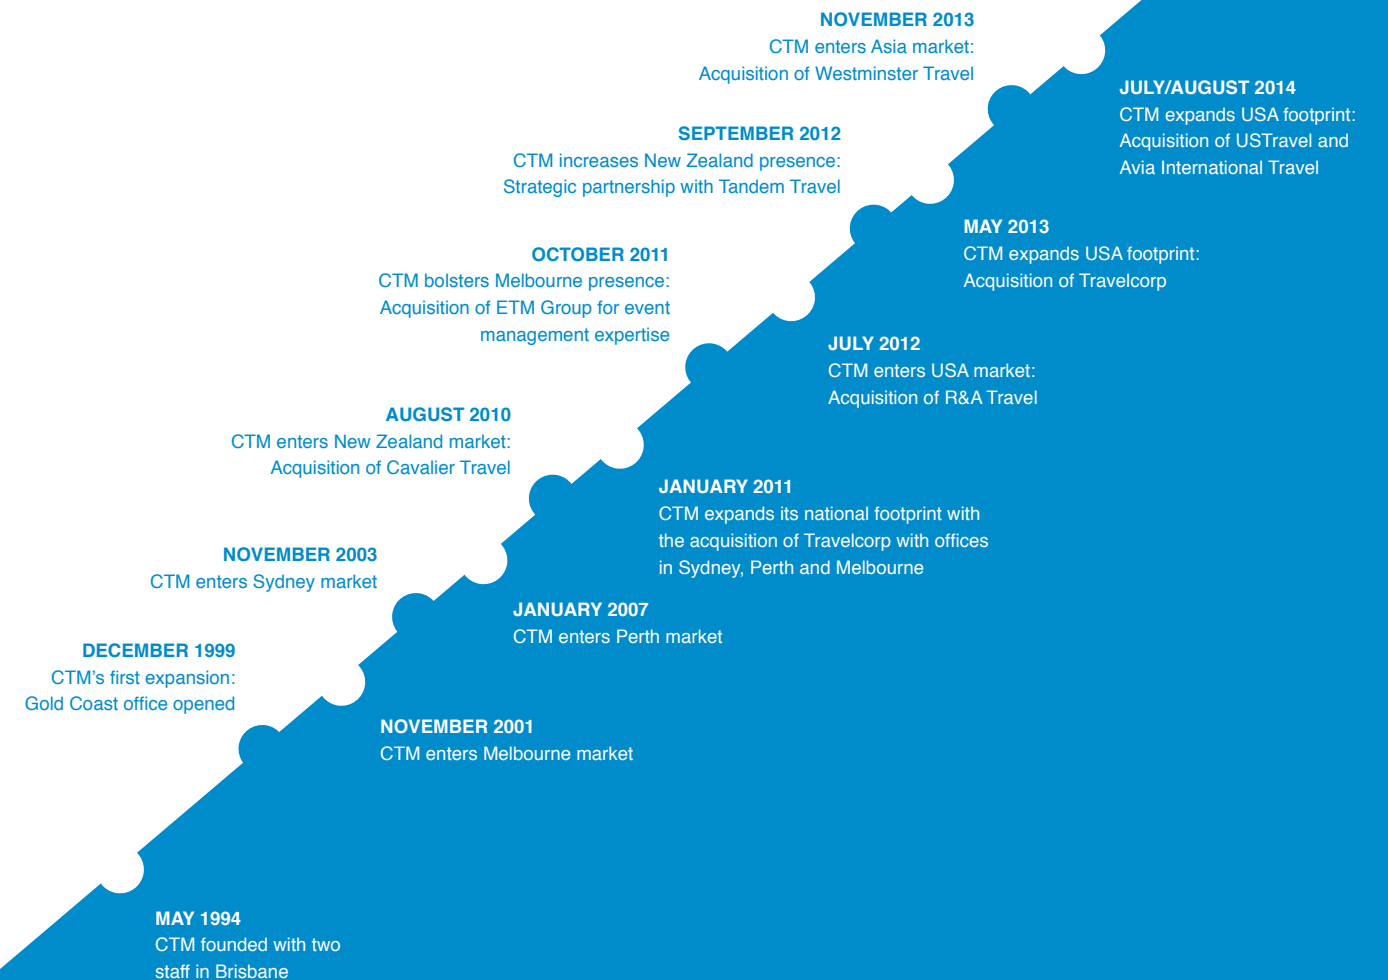 NOVEMBER 2013
CTM enters Asia market:
Acquisition of Westminster Travel
JULY/AUGUST 2014
CTM expands USA footprint:
Acquisition of USTravel and
Avia International Travel
SEPTEMBER 2012
CTM increases New Zealand presence:
Strategic partnership with Tandem Travel
MAY 2013
CTM expands USA footprint:
Acquisition of Travelcorp
OCTOBER 2011
CTM bolsters Melbourne presence:
Acquisition of ETM Group for event
management expertise
JULY 2012
CTM enters USA market:
Acquisition of R&A Travel
AUGUST 2010
CTM enters New Zealand market:
Acquisition of Cavalier Travel
JANUARY 2011
CTM expands its national footprint with
the acquisition of Travelcorp with offices
in Sydney, Perth and Melbourne
NOVEMBER 2003
CTM enters Sydney market
JANUARY 2007
CTM enters Perth market
DECEMBER 1999
CTM’s first expansion:
Gold Coast office opened
NOVEMBER 2001
CTM enters Melbourne market
MAY 1994
CTM founded with two
staff in Brisbane